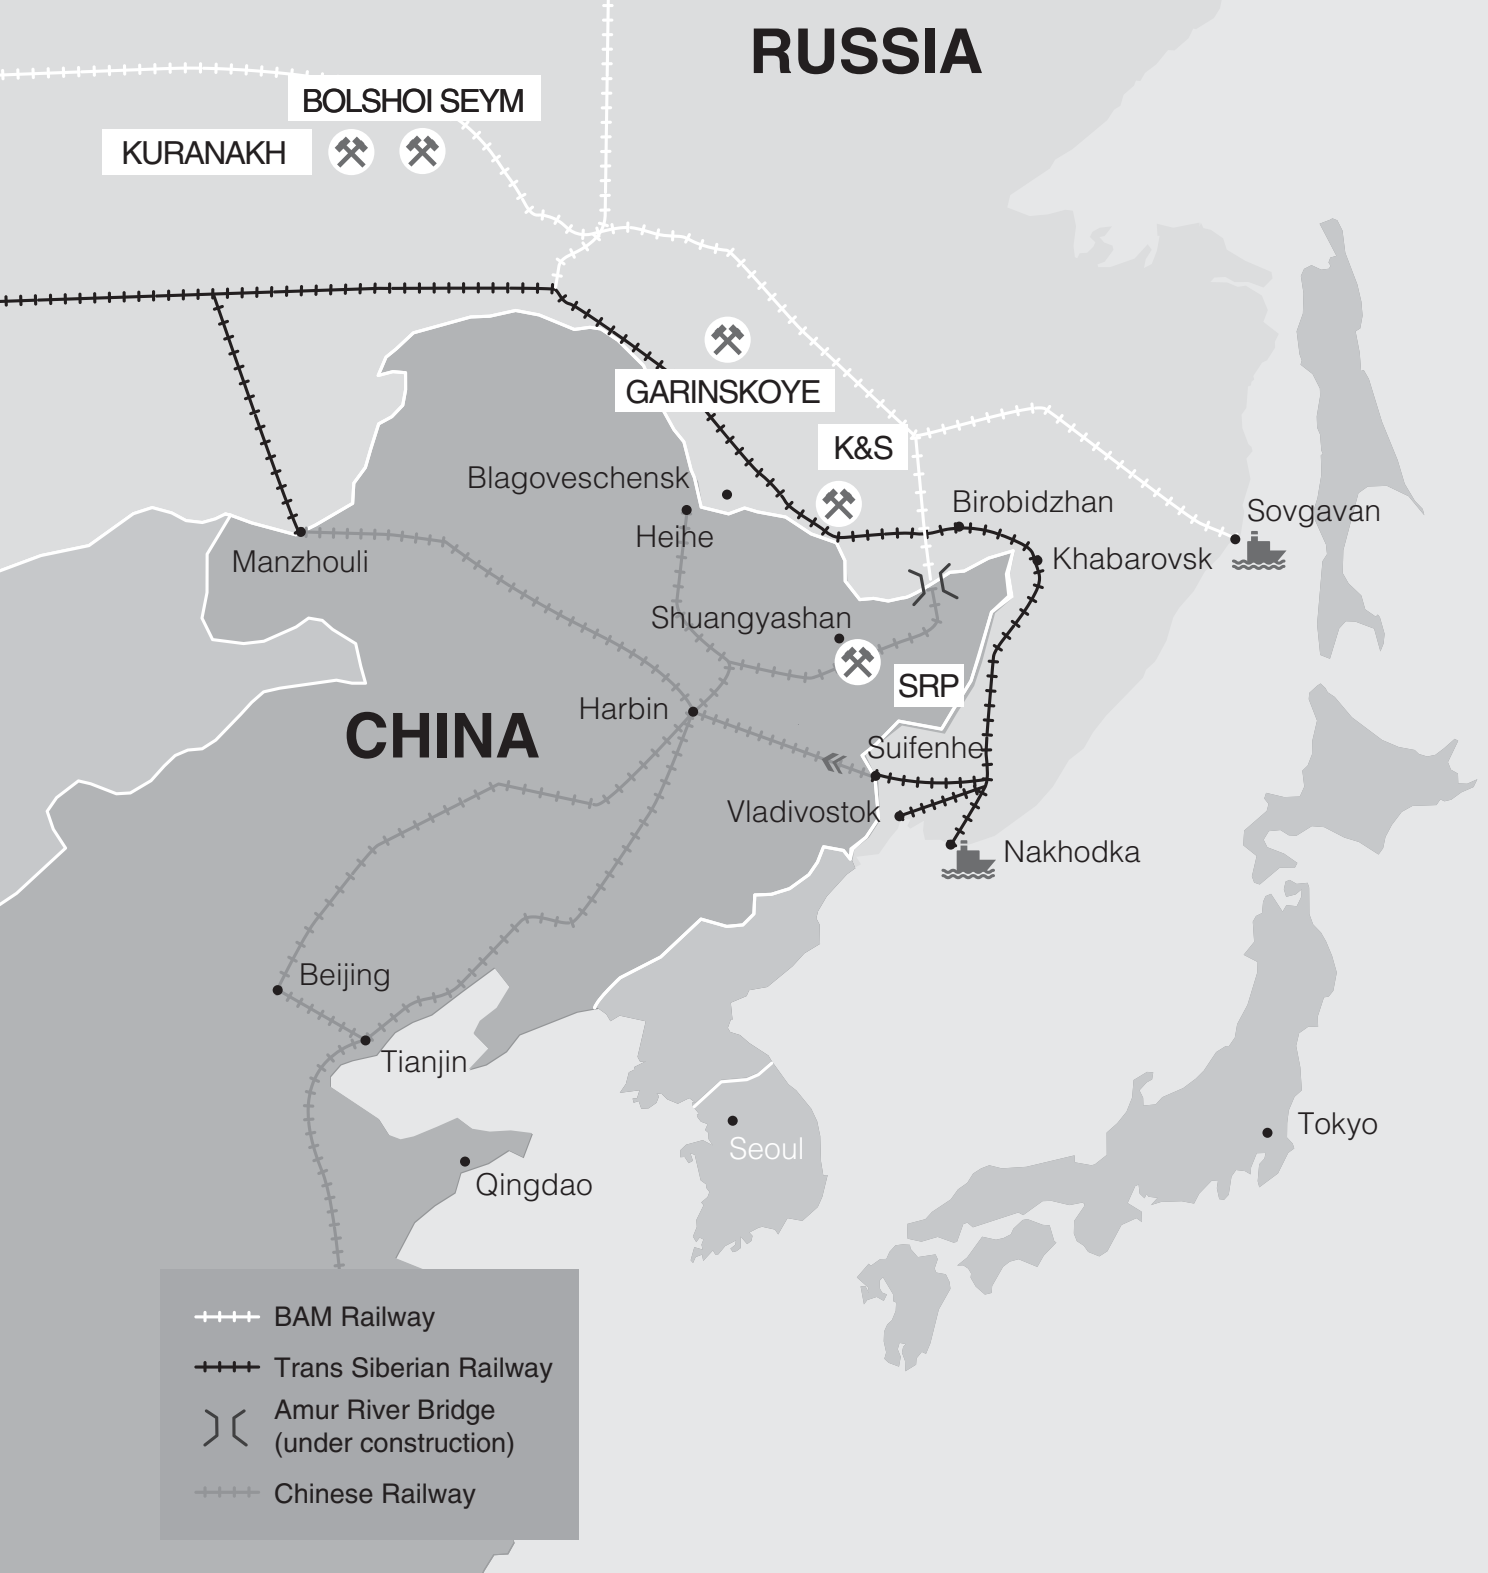 RUSSIA
BOLSHOI SEYM
KURANAKH
GARINSKOYE
K&S
Blagoveschensk
Birobidzhan
Sovgavan
Heihe
Manzhouli
Khabarovsk
Shuangyashan
SRP
Harbin
CHINA
Suifenhe
Vladivostok
Nakhodka
Beijing
Tianjin
Tokyo
Seoul
Qingdao
BAM Railway
Trans Siberian Railway
Amur River Bridge
(under construction)
Chinese Railway